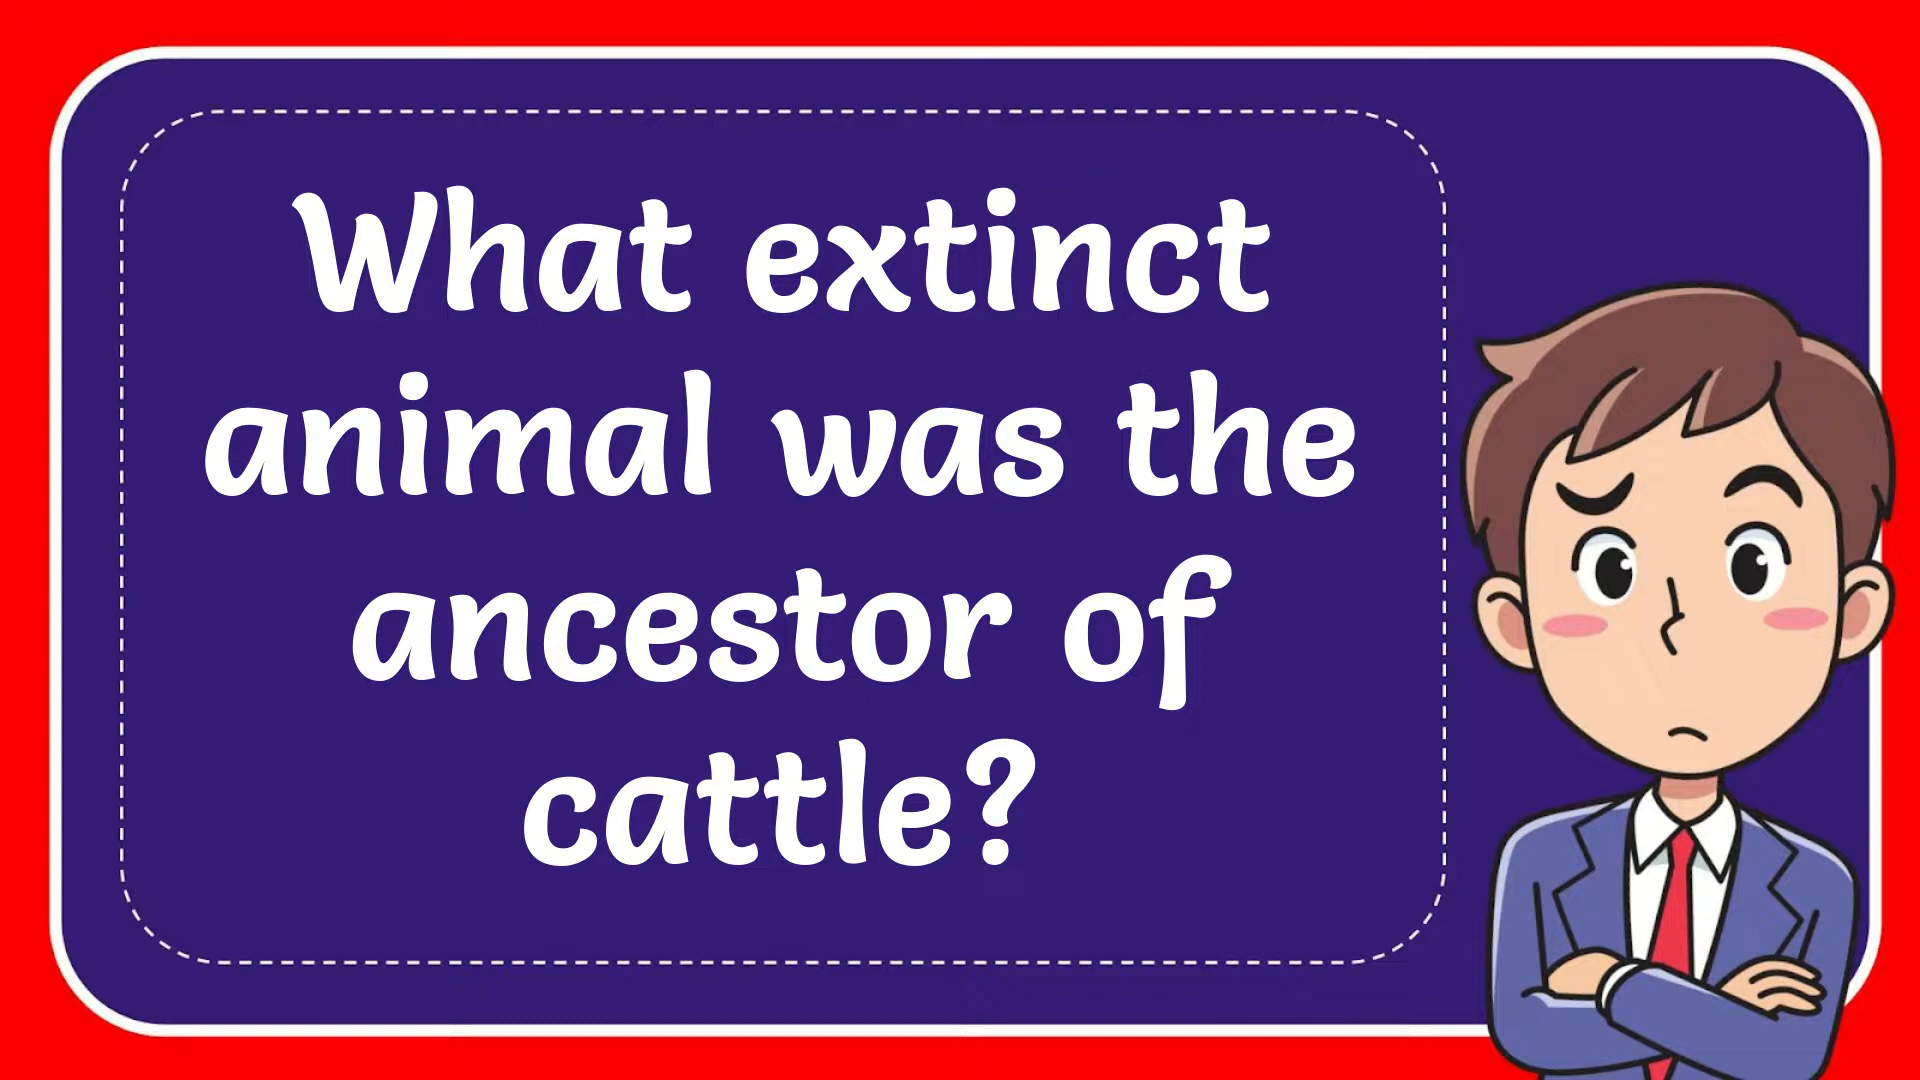 What extinct
animal was the
ancestor of
cattle?